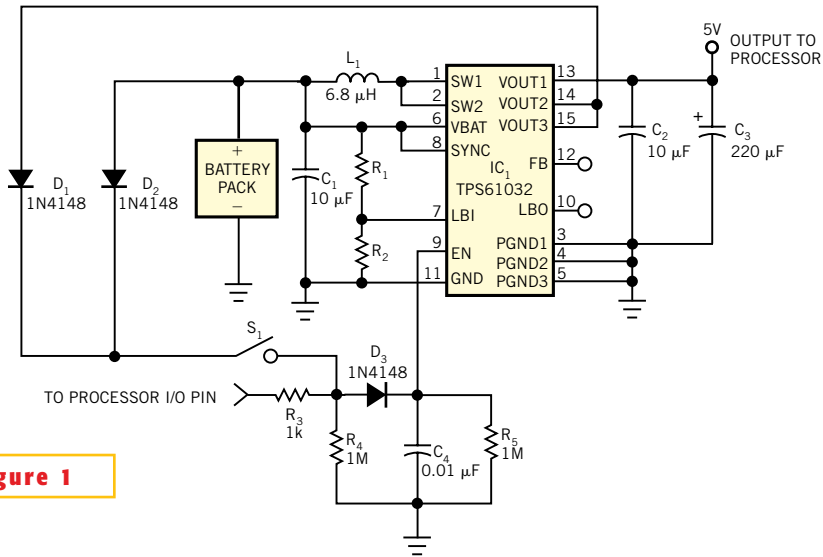 5V
OUTPUT TO
PROCESSOR
L1
6.8 µH
1
2
6
8
7
9
11
SW1
SW2
VBAT
SYNC
LBI
EN
GND
IC1
TPS61032
VOUT1
VOUT2
VOUT3
FB
LBO
PGND1
PGND2
PGND3
13
14
15
12
10
3
4
5
C2
10 µF
+
C3
220 µF
D1
1N4148
D2
1N4148
+
BATTERY
PACK
–
C1
10 µF
R1
R2
S1
D3
1N4148
TO PROCESSOR I/O PIN
R3
1k
R4
1M
C4
0.01 µF
R5
1M
gure 1